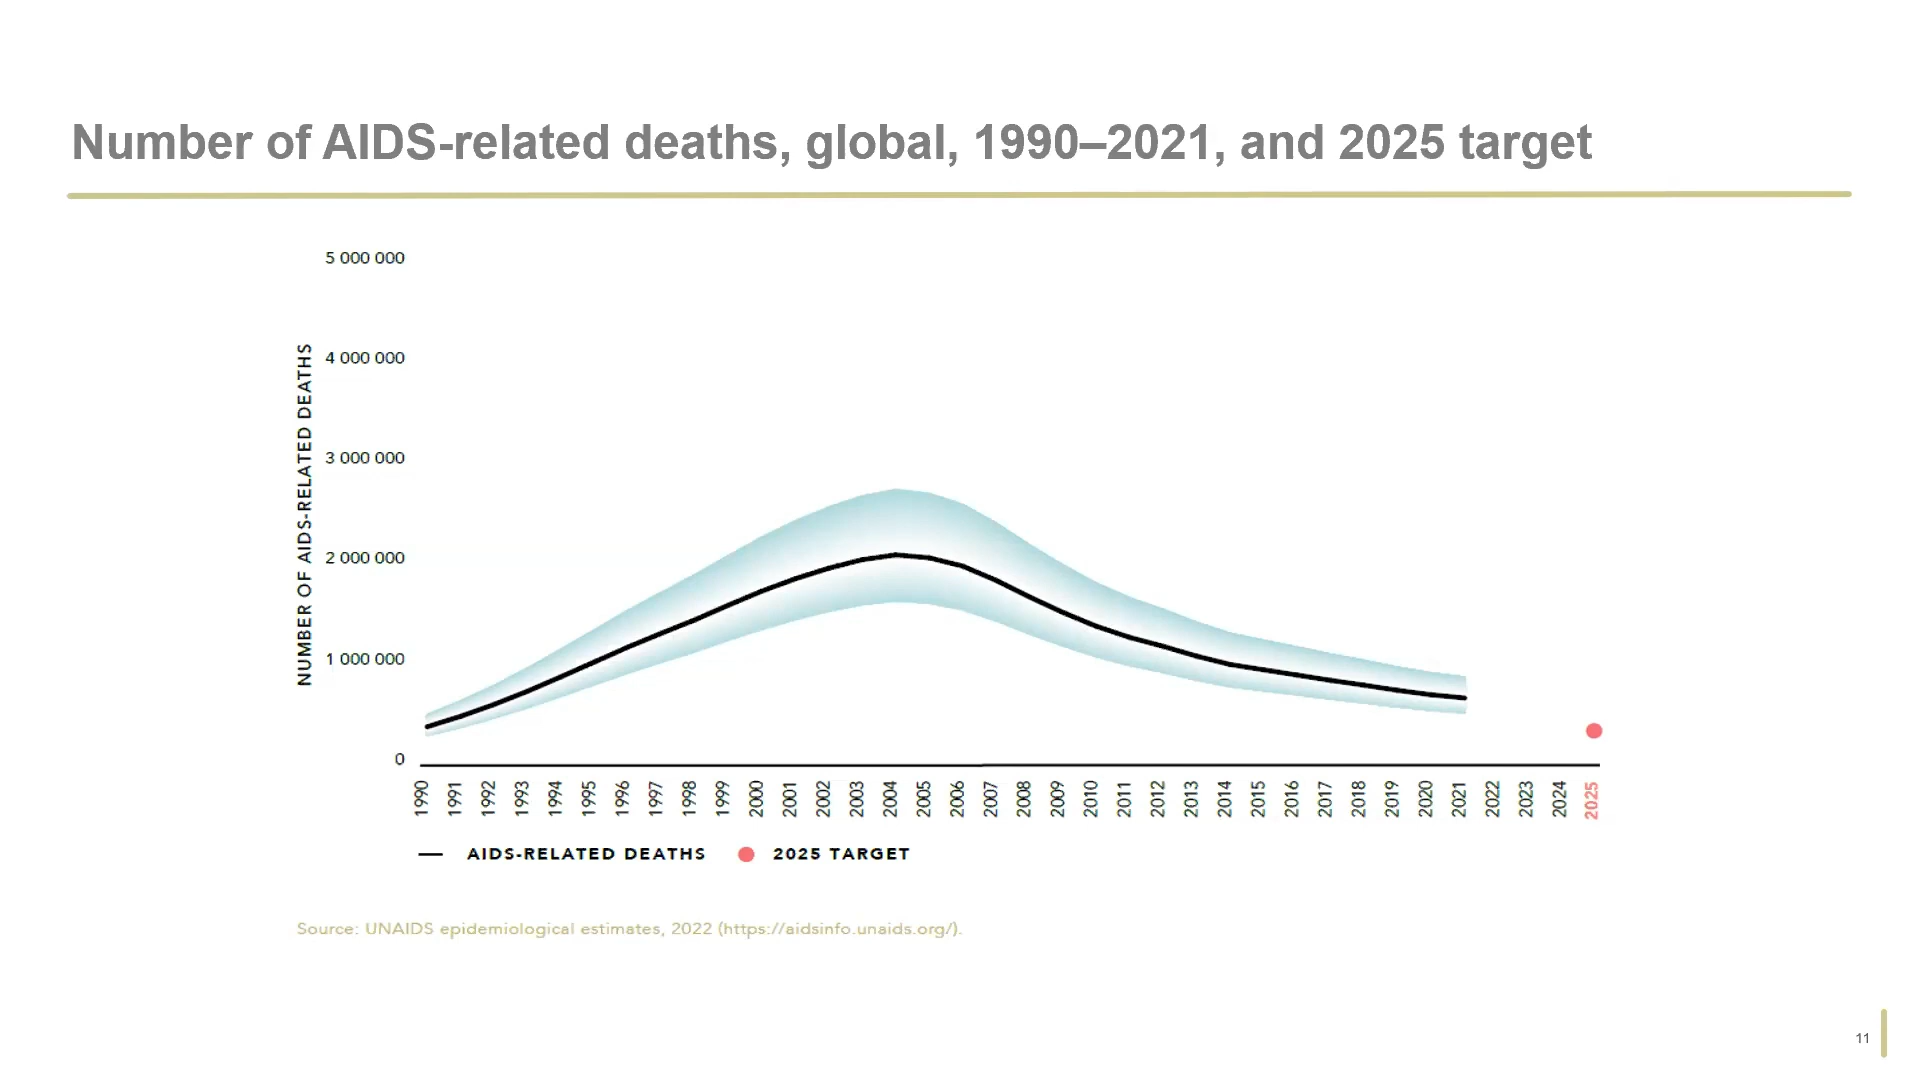 Number of AIDS-related deaths, global, 1990–2021, and 2025 target
NUMBER OF AIDS-RELATED DEATHS
5 000 000
4 000 000
3 000 000
2 000 000
1 000 000
0
1990 1991 1992 1993 1994 1995 1996 1997 1998 1999 2000 2001 2002 2003 2004 2005 2006 2007 2008 2009 2010 2011 2012 2013 2014 2015 2016 2017 2018 2019 2020 2021 2022 2023 2024 2025
AIDS-RELATED DEATHS 2025 TARGET
Source: UNAIDS epidemiological estimates, 2022 (https://aidsinfo.unaids.org/).
11